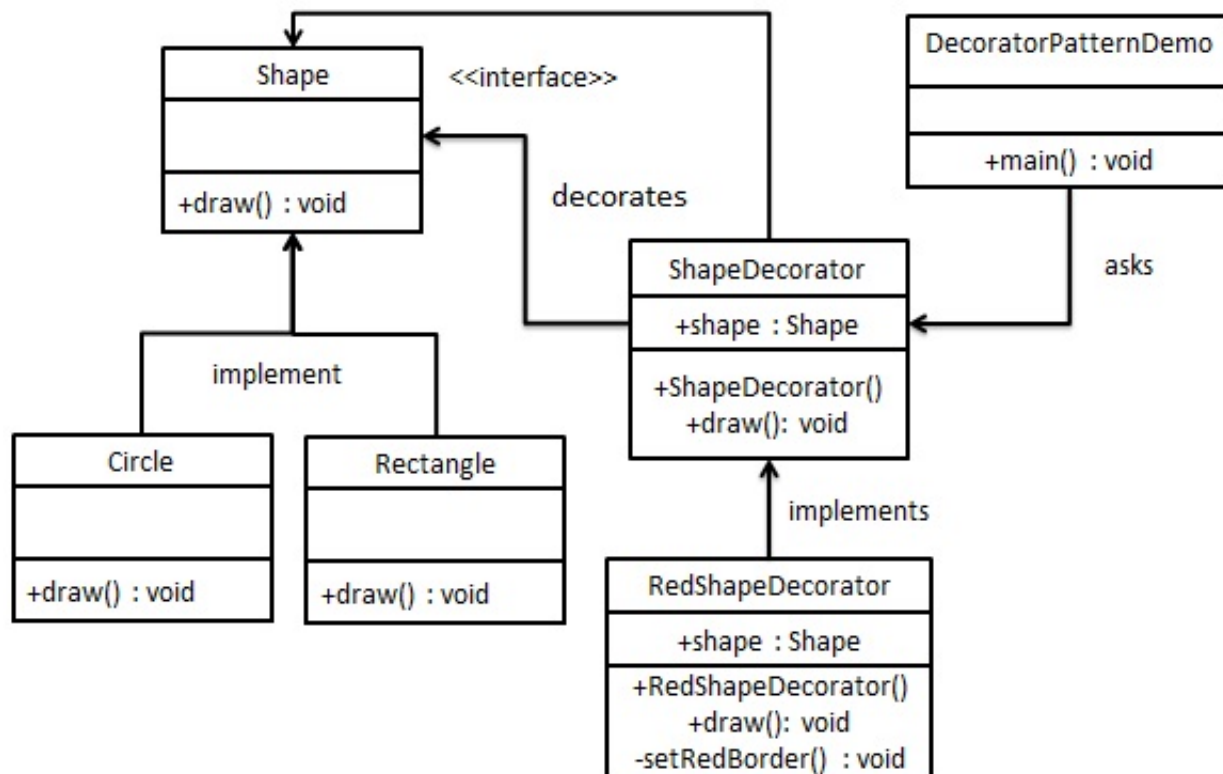 Shape
+draw() : void
<<interface>>
decorates
DecoratorPatternDemo
+main() : void
asks
ShapeDecorator
+shape : Shape
+ShapeDecorator()
+draw(): void
implement
Circle
+draw() : void
Rectangle
+draw() : void
implements
RedShapeDecorator
+shape : Shape
+RedShapeDecorator()
+draw(): void
-setRedBorder() : void